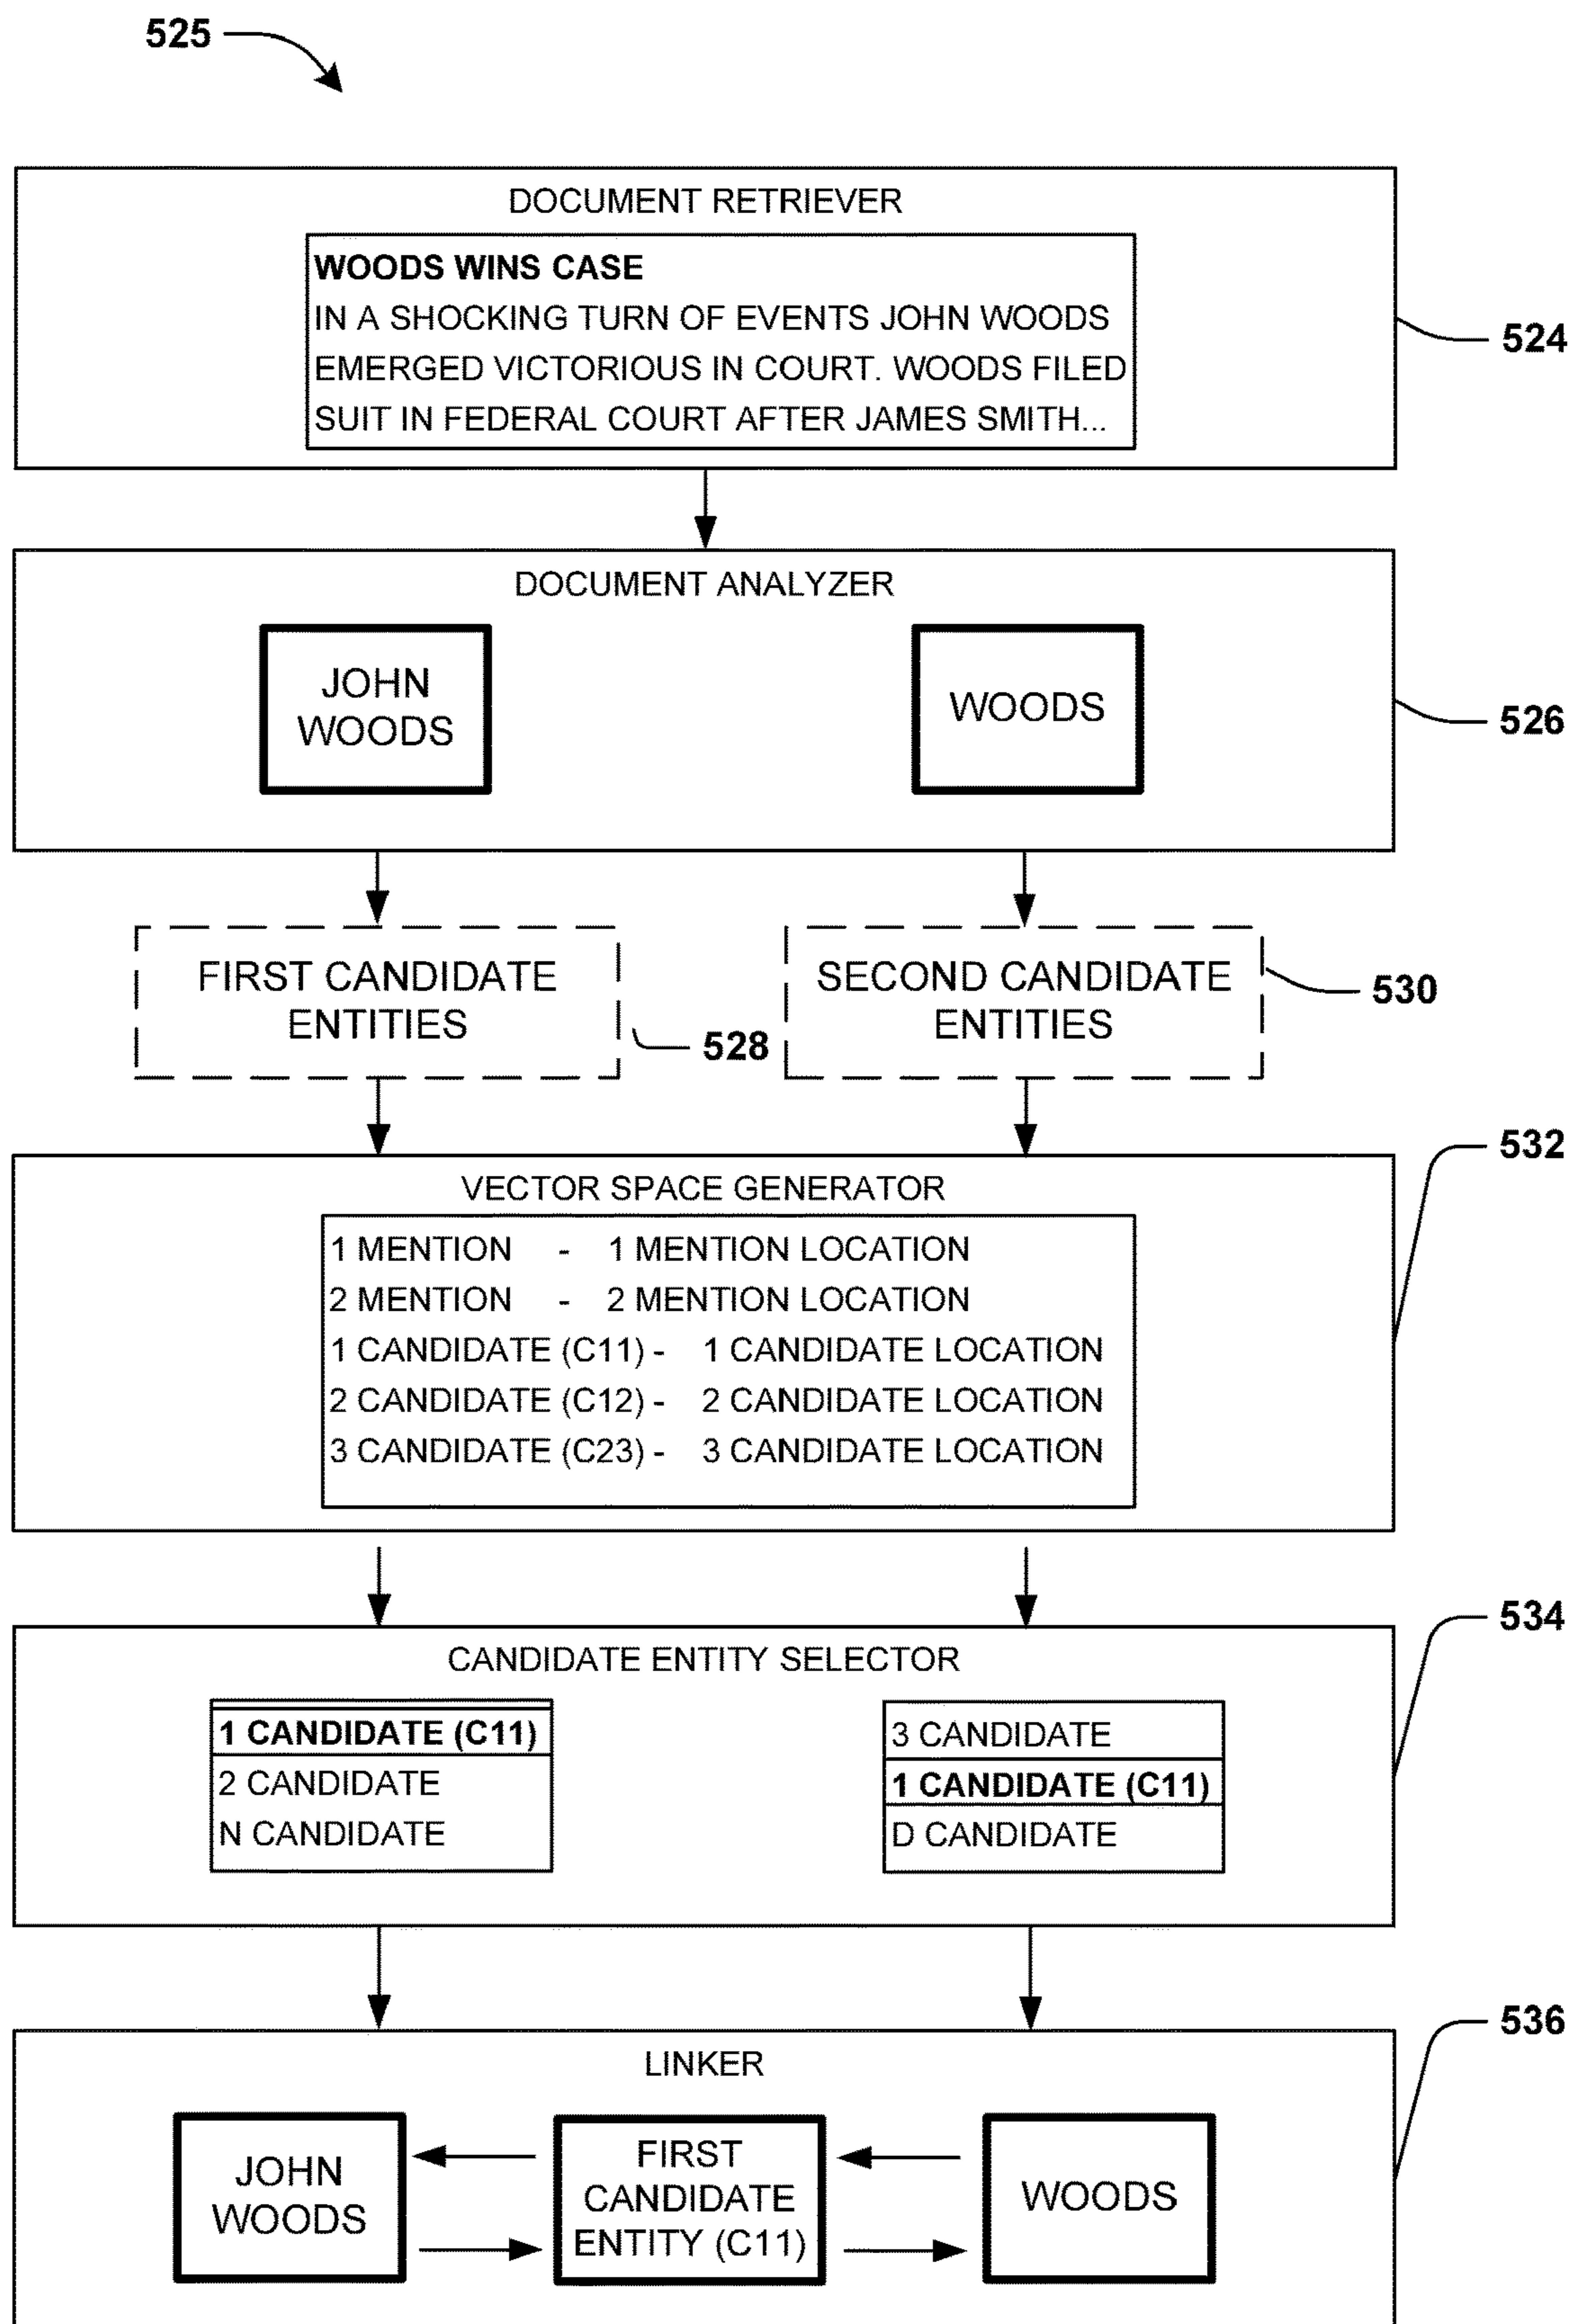 525
DOCUMENT RETRIEVER
WOODS WINS CASE
IN A SHOCKING TURN OF EVENTS JOHN WOODS
EMERGED VICTORIOUS IN COURT. WOODS FILED
SUIT IN FEDERAL COURT AFTER JAMES SMITH...
524
DOCUMENT ANALYZER
JOHN
WOODS
WOODS
526
FIRST CANDIDATE
ENTITIES
528
SECOND CANDIDATE
ENTITIES
530
VECTOR SPACE GENERATOR
1 MENTION - 1 MENTION LOCATION
2 MENTION - 2 MENTION LOCATION
1 CANDIDATE (C11) - 1 CANDIDATE LOCATION
2 CANDIDATE (C12) - 2 CANDIDATE LOCATION
3 CANDIDATE (C23) - 3 CANDIDATE LOCATION
532
CANDIDATE ENTITY SELECTOR
1 CANDIDATE (C11)
2 CANDIDATE
N CANDIDATE
3 CANDIDATE
1 CANDIDATE (C11)
D CANDIDATE
534
LINKER
JOHN
WOODS
FIRST
CANDIDATE
ENTITY (C11)
WOODS
536